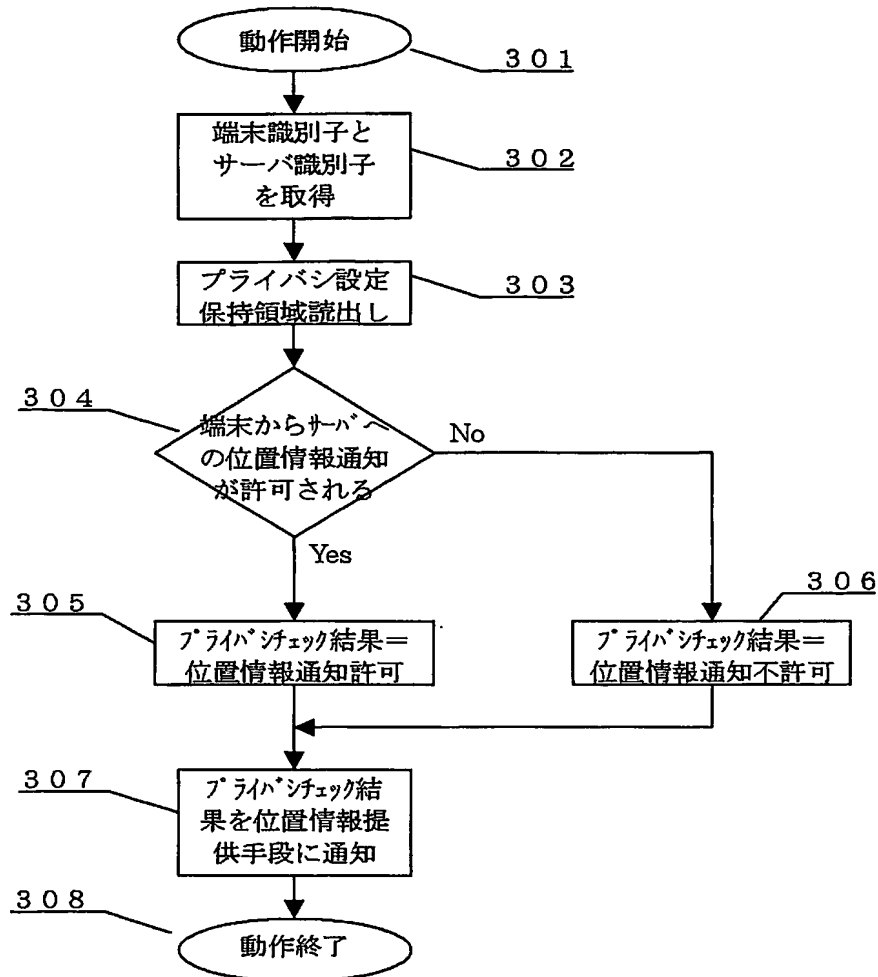 動作開始
３０１
端末識別子と
サーバ識別子
を取得
３０２
プライバシ設定
保持領域読出し
３０３
３０４
端末からｻｰﾊﾞへ
の位置情報通知
が許可される
No
Yes
３０５
ﾌﾟﾗｲﾊﾞｼﾁｪｯｸ結果＝
位置情報通知許可
３０６
ﾌﾟﾗｲﾊﾞｼﾁｪｯｸ結果＝
位置情報通知不許可
３０７
ﾌﾟﾗｲﾊﾞｼﾁｪｯｸ結
果を位置情報提
供手段に通知
３０８
動作終了